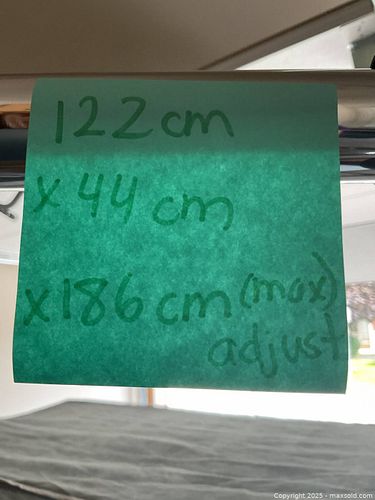 122 cm
x 44 cm
x 186 cm (max)
adjust
Copyright 2025 - maxsold.com